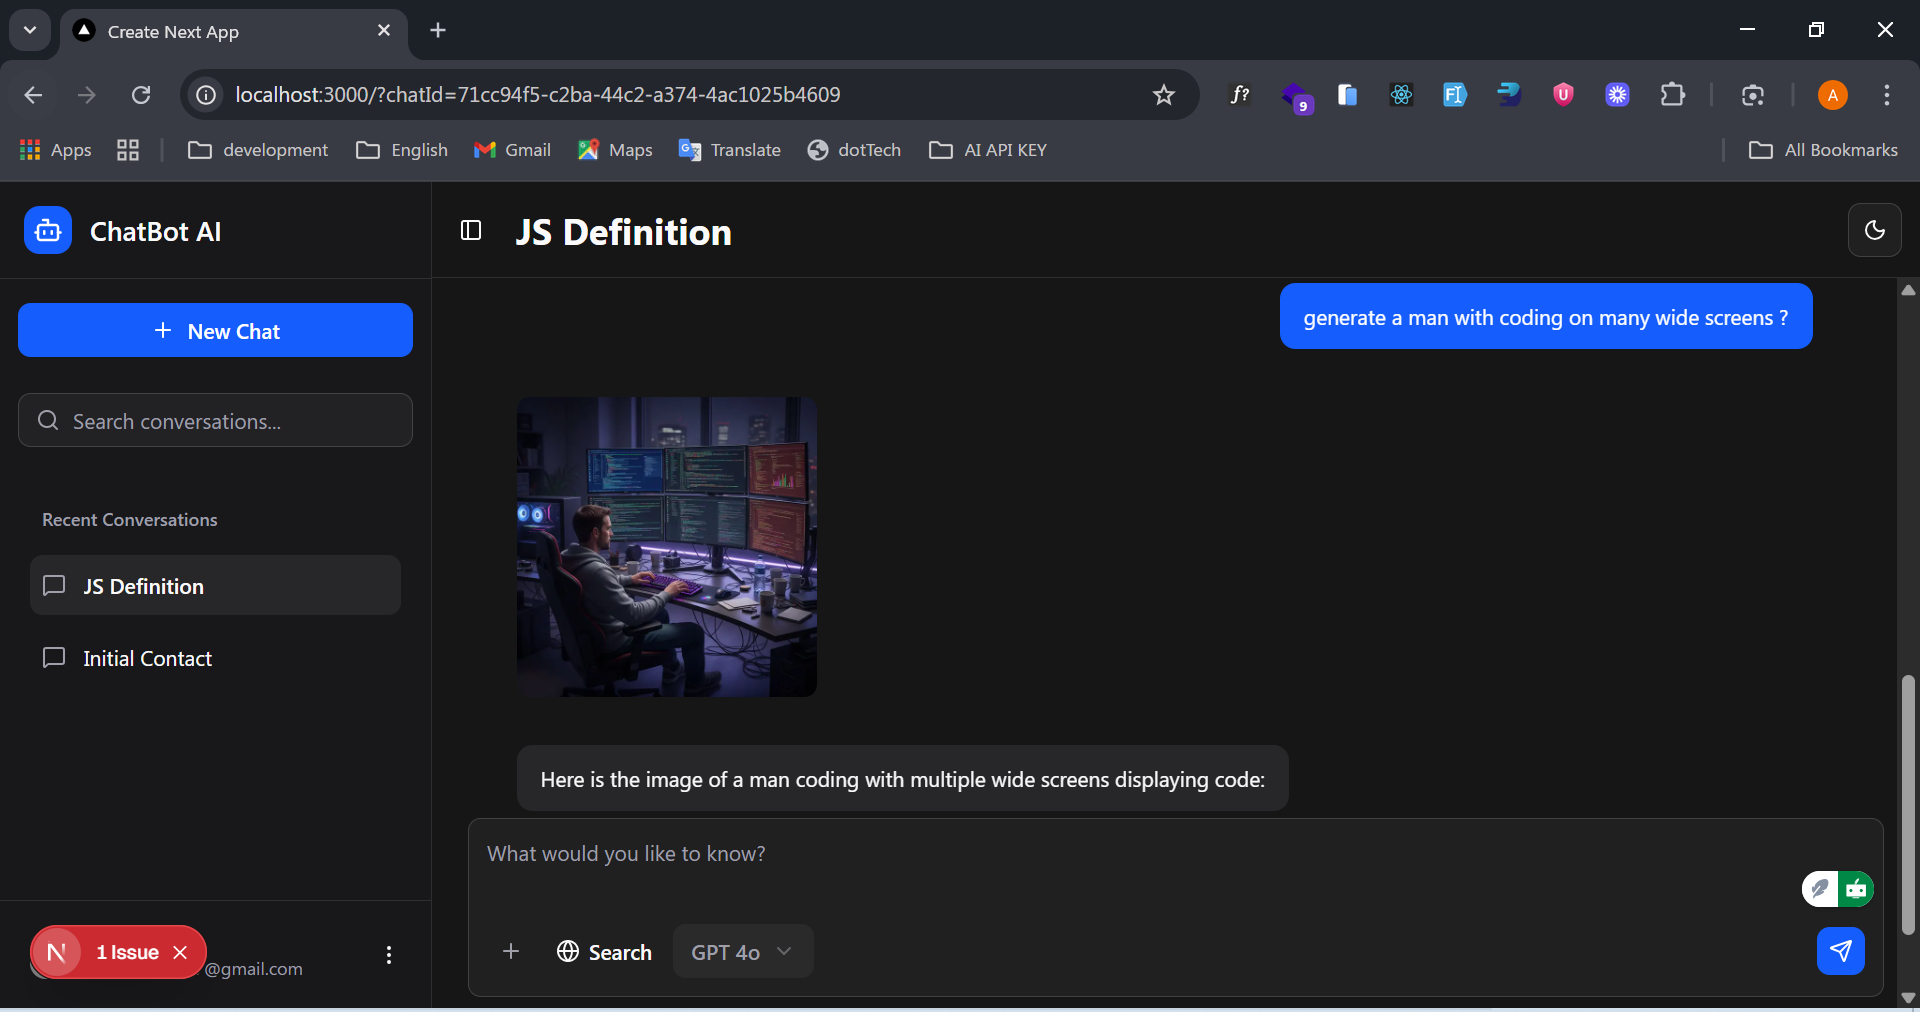 Create Next App
localhost:3000/?chatId=71cc94f5-c2ba-44c2-a374-4ac1025b4609
f?
9
FI
U
A
Apps
development
English
Gmail
Maps
Translate
dotTech
AI API KEY
All Bookmarks
ChatBot AI
JS Definition
New Chat
generate a man with coding on many wide screens ?
Search conversations...
Recent Conversations
JS Definition
Initial Contact
Here is the image of a man coding with multiple wide screens displaying code:
What would you like to know?
Search
GPT 4o
N
1 Issue
@gmail.com